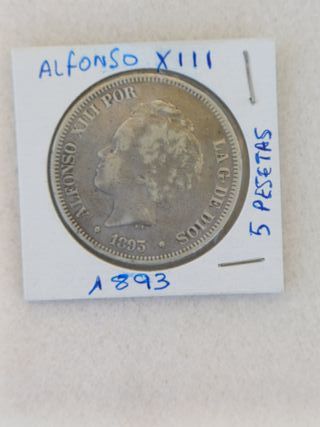 ALFONSO XIII
ALFONSO XIII POR LA G. DE DIOS
1893
5 PESETAS
1893